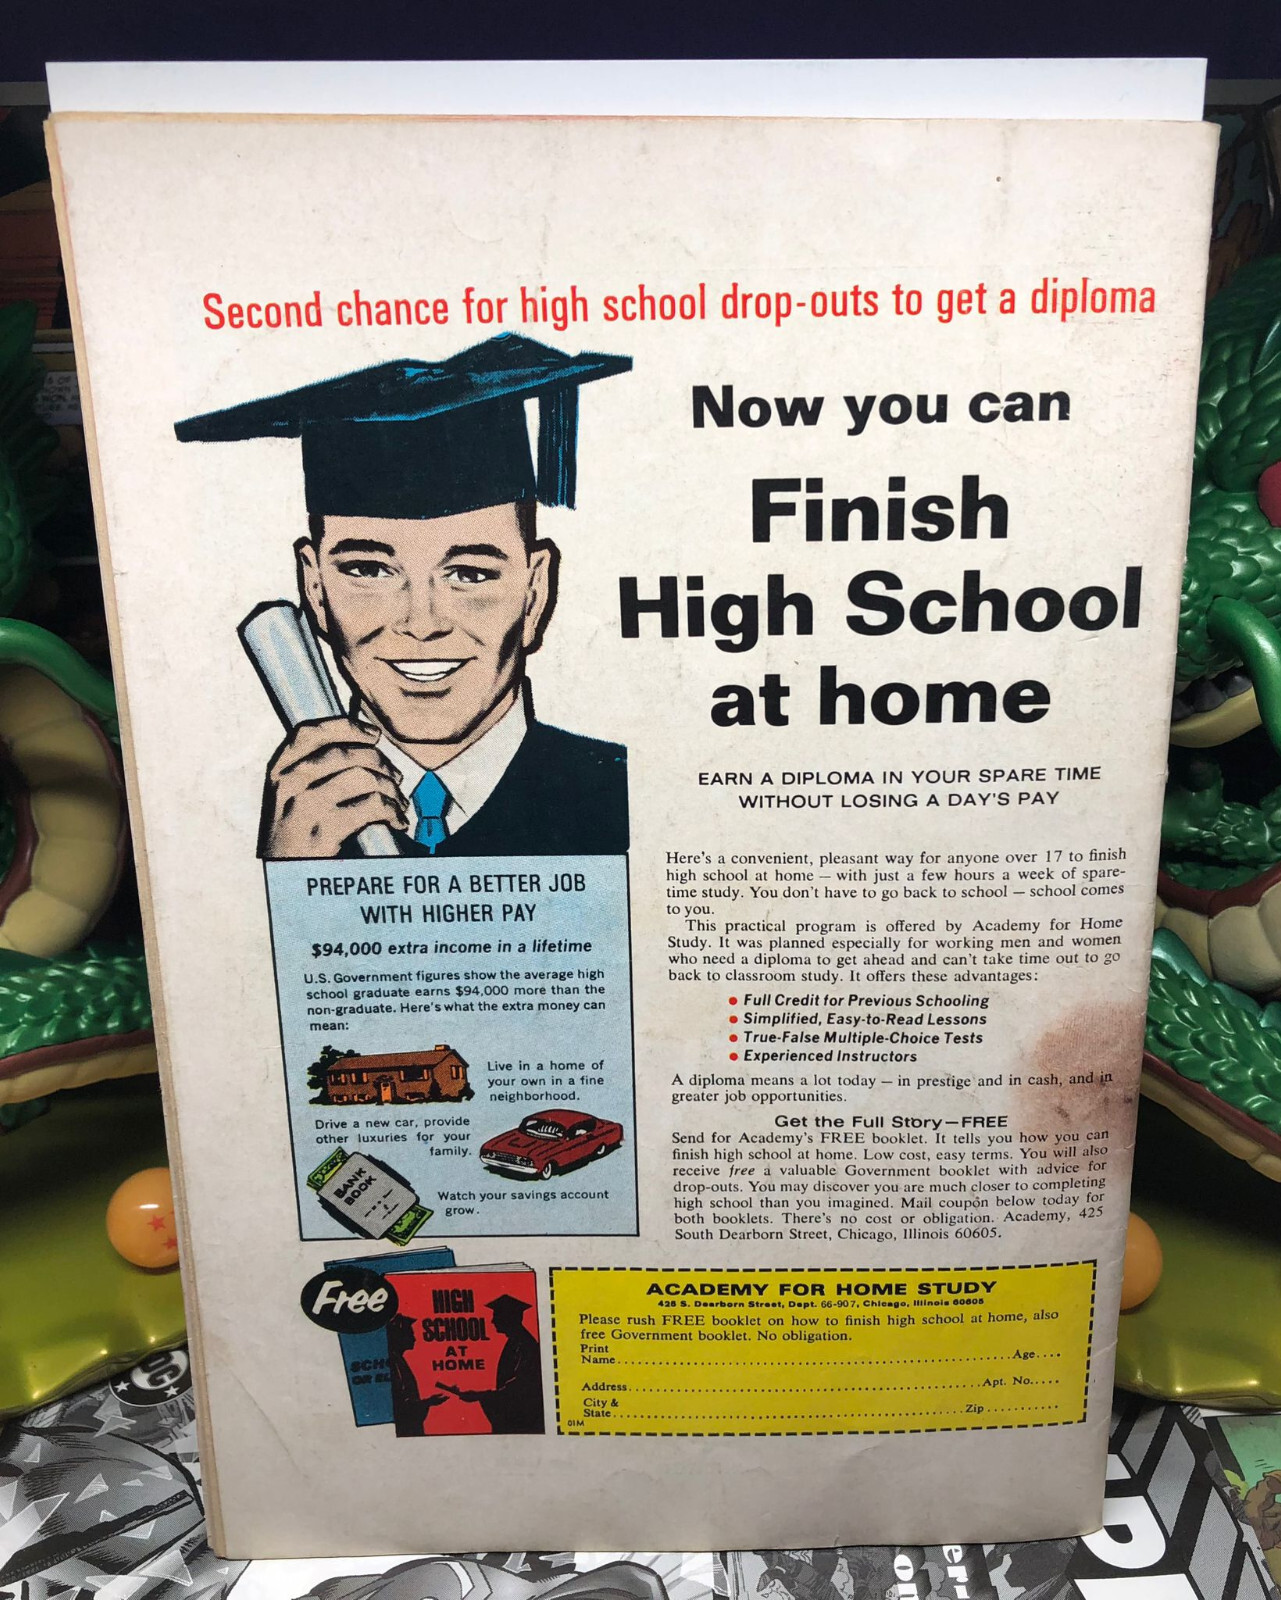 Second chance for high school drop-outs to get a diploma
Now you can
Finish
High School
at home
EARN A DIPLOMA IN YOUR SPARE TIME
WITHOUT LOSING A DAY'S PAY
Here's a convenient, pleasant way for anyone over 17 to finish
high school at home — with just a few hours a week of spare-
time study. You don't have to go back to school — school comes
to you.
This practical program is offered by Academy for Home
Study. It was planned especially for working men and women
who need a diploma to get ahead and can't take time out to go
back to classroom study. It offers these advantages:
• Full Credit for Previous Schooling
• Simplified, Easy-to-Read Lessons
• True-False Multiple-Choice Tests
• Experienced Instructors
A diploma means a lot today — in prestige and in cash, and in
greater job opportunities.
Get the Full Story—FREE
Send for Academy's FREE booklet. It tells you how you can
finish high school at home. Low cost, easy terms. You will also
receive free a valuable Government booklet with advice for
drop-outs. You may discover you are much closer to completing
high school than you imagined. Mail coupon below today for
both booklets. There's no cost or obligation. Academy, 425
South Dearborn Street, Chicago, Illinois 60605.
PREPARE FOR A BETTER JOB
WITH HIGHER PAY
$94,000 extra income in a lifetime
U.S. Government figures show the average high
school graduate earns $94,000 more than the
non-graduate. Here's what the extra money can
mean:
Live in a home of
your own in a fine
neighborhood.
Drive a new car, provide
other luxuries for your
family.
BANK
BOOK
Watch your savings account
grow.
Free
HIGH
SCHOOL
AT
HOME
SCH
OR
ACADEMY FOR HOME STUDY
425 S. Dearborn Street, Dept. 66-907, Chicago, Illinois 60605
Please rush FREE booklet on how to finish high school at home, also
free Government booklet. No obligation.
Print
Name..........Age....
Address..........Apt. No.....
City &
State..........Zip..........
01M
DC